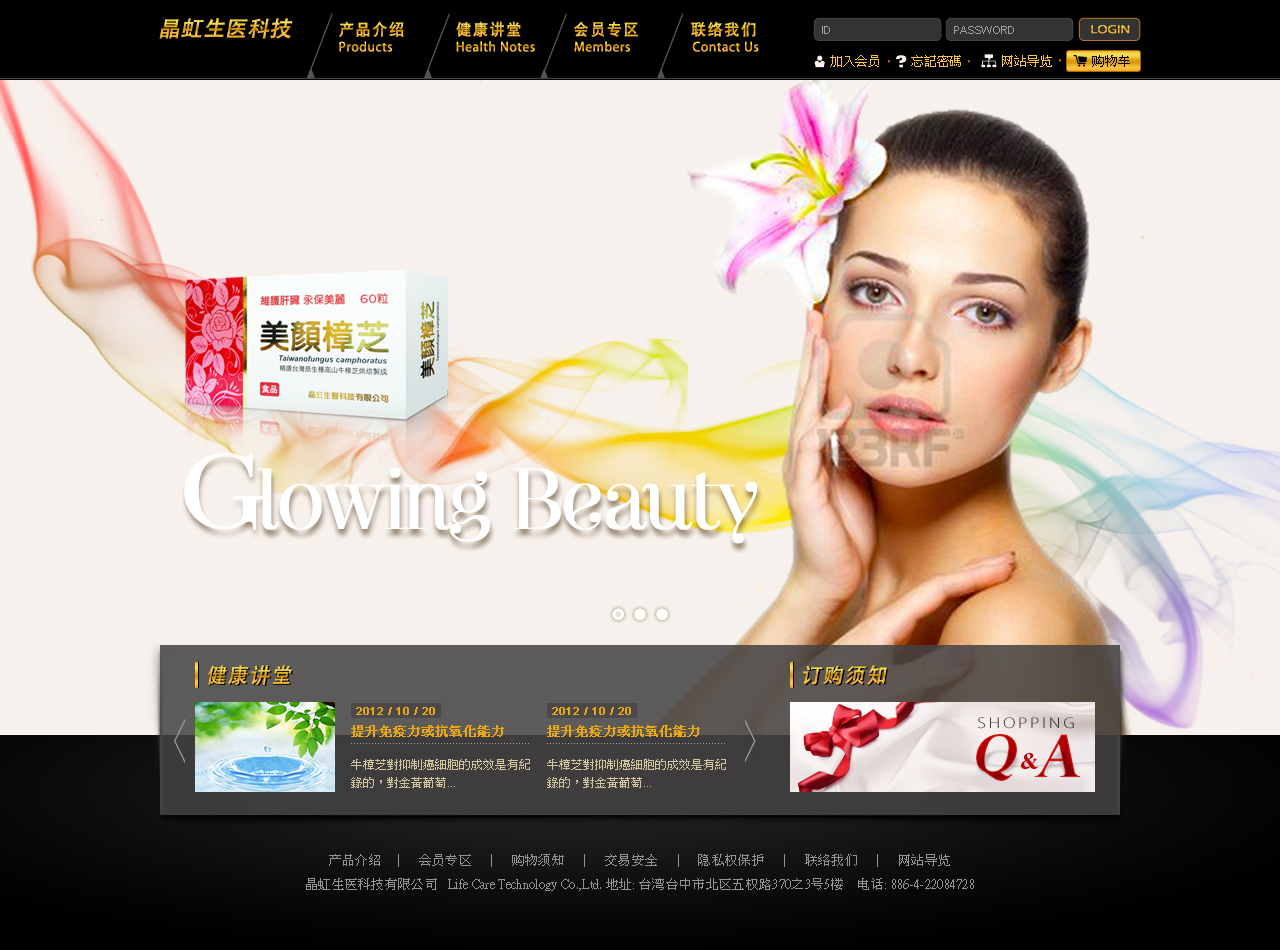 晶虹生医科技
产品介绍
Products
健康讲堂
Health Notes
会员专区
Members
联络我们
Contact Us
ID
PASSWORD
LOGIN
加入会员
忘記密碼
网站导览
购物车
維護肝臟 永保美麗 60粒
美顏樟芝
Taiwanofungus camphoratus
精選台灣原生種高山牛樟芝烘焙製成
食品
晶虹生醫科技有限公司
美顏樟芝
Taiwanofungus camphoratus
123RF
Glowing Beauty
健康讲堂
2012 / 10 / 20
提升免疫力或抗氧化能力
牛樟芝對抑制癌細胞的成效是有紀
錄的，對金黃葡萄...
2012 / 10 / 20
提升免疫力或抗氧化能力
牛樟芝對抑制癌細胞的成效是有紀
錄的，對金黃葡萄...
订购须知
SHOPPING
Q&A
产品介绍 | 会员专区 | 购物须知 | 交易安全 | 隐私权保护 | 联络我们 | 网站导览
晶虹生医科技有限公司 Life Care Technology Co.,Ltd. 地址: 台湾台中市北区五权路370之3号5楼 电话: 886-4-22084728